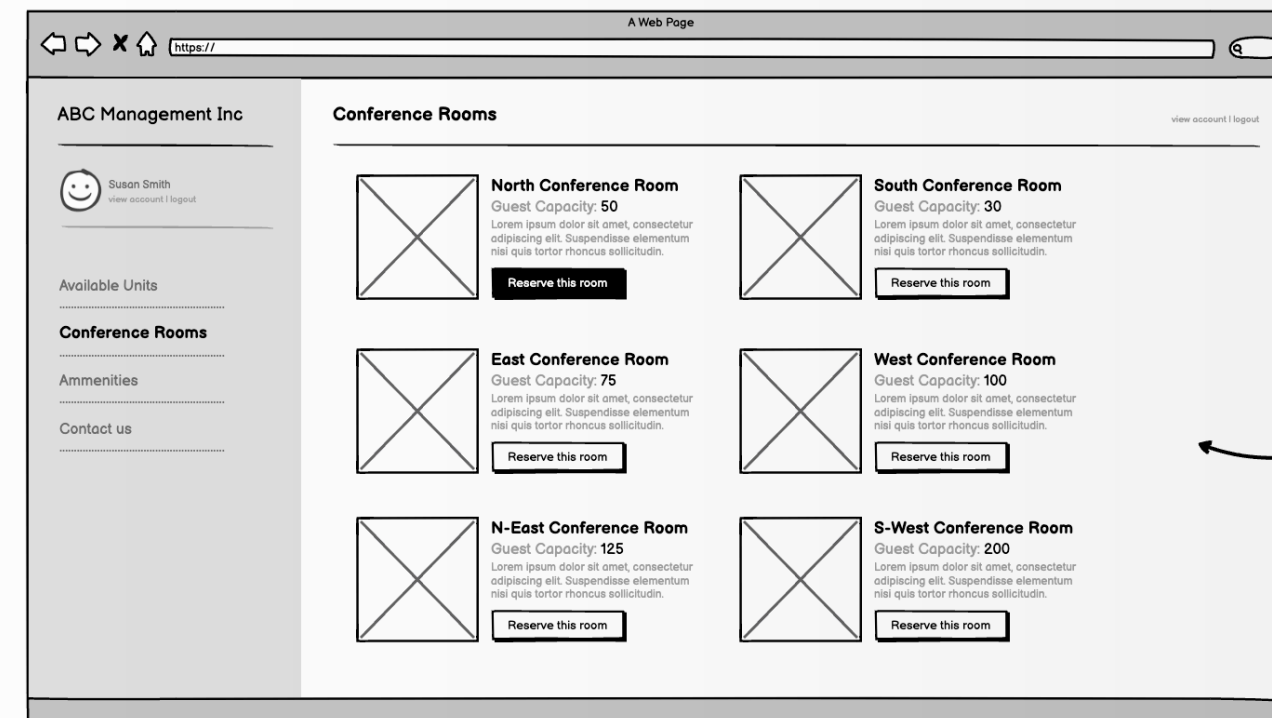 A Web Page
https://
ABC Management Inc
Susan Smith
view account | logout
Available Units
Conference Rooms
Ammenities
Contact us
Conference Rooms
view account | logout
North Conference Room
Guest Capacity: 50
Lorem ipsum dolor sit amet, consectetur
adipiscing elit. Suspendisse elementum
nisi quis tortor rhoncus sollicitudin.
Reserve this room
South Conference Room
Guest Capacity: 30
Lorem ipsum dolor sit amet, consectetur
adipiscing elit. Suspendisse elementum
nisi quis tortor rhoncus sollicitudin.
Reserve this room
East Conference Room
Guest Capacity: 75
Lorem ipsum dolor sit amet, consectetur
adipiscing elit. Suspendisse elementum
nisi quis tortor rhoncus sollicitudin.
Reserve this room
West Conference Room
Guest Capacity: 100
Lorem ipsum dolor sit amet, consectetur
adipiscing elit. Suspendisse elementum
nisi quis tortor rhoncus sollicitudin.
Reserve this room
N-East Conference Room
Guest Capacity: 125
Lorem ipsum dolor sit amet, consectetur
adipiscing elit. Suspendisse elementum
nisi quis tortor rhoncus sollicitudin.
Reserve this room
S-West Conference Room
Guest Capacity: 200
Lorem ipsum dolor sit amet, consectetur
adipiscing elit. Suspendisse elementum
nisi quis tortor rhoncus sollicitudin.
Reserve this room